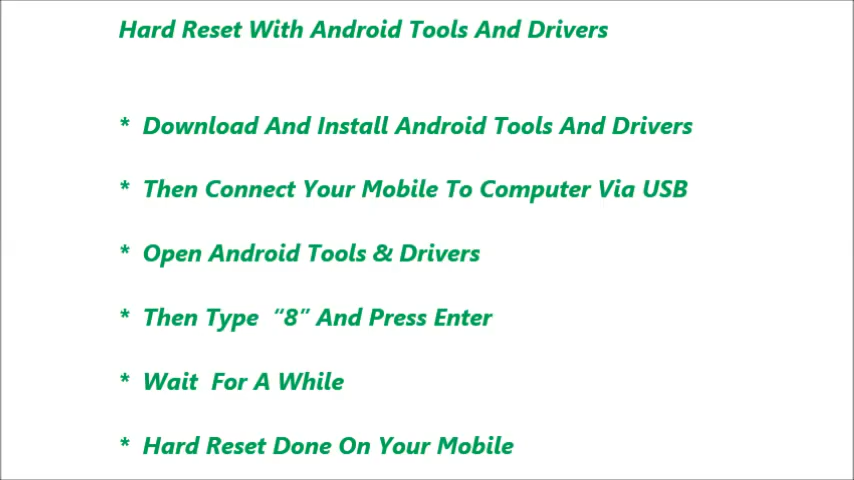 Hard Reset With Android Tools And Drivers
* Download And Install Android Tools And Drivers
* Then Connect Your Mobile To Computer Via USB
* Open Android Tools & Drivers
* Then Type “8” And Press Enter
* Wait For A While
* Hard Reset Done On Your Mobile